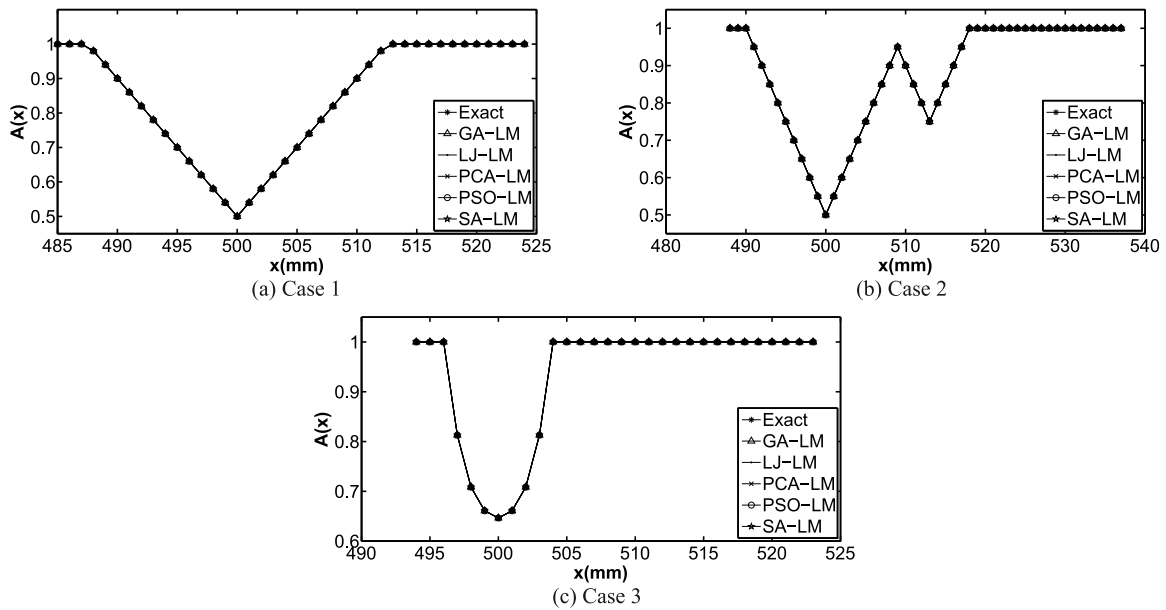 1
0.9
0.8
0.7
0.6
0.5
A(x)
Exact
GA−LM
LJ−LM
PCA−LM
PSO−LM
SA−LM
485 490 495 500 505 510 515 520 525
x(mm)
(a) Case 1
1
0.9
0.8
0.7
0.6
0.5
A(x)
Exact
GA−LM
LJ−LM
PCA−LM
PSO−LM
SA−LM
480 490 500 510 520 530 540
x(mm)
(b) Case 2
1
0.9
0.8
0.7
0.6
A(x)
Exact
GA−LM
LJ−LM
PCA−LM
PSO−LM
SA−LM
490 495 500 505 510 515 520 525
x(mm)
(c) Case 3